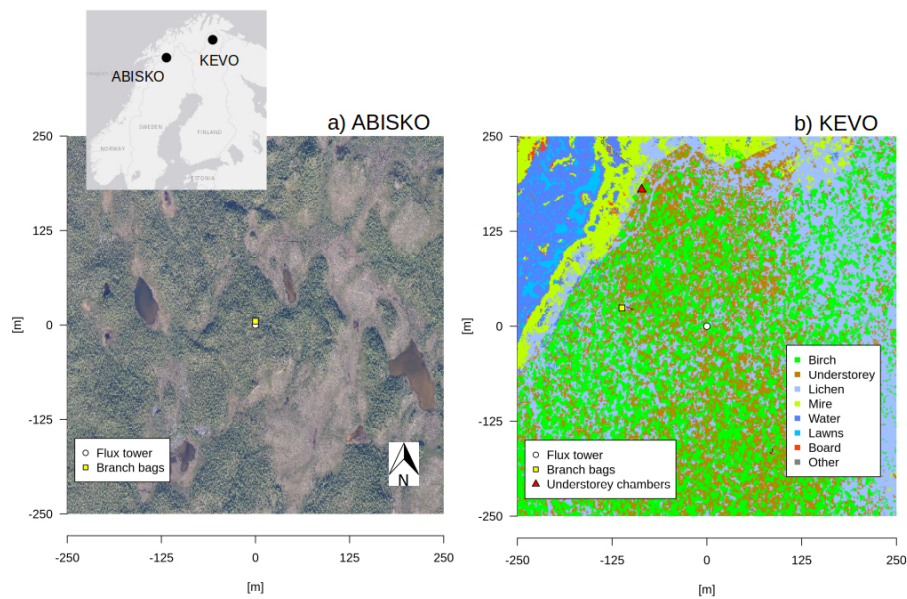 KEVO
ABISKO
SWEDEN
FINLAND
NORWAY
ESTONIA
a) ABISKO
b) KEVO
250
125
0
-125
-250
[m]
Flux tower
Branch bags
N
-250
-125
0
125
250
[m]
250
125
0
-125
-250
[m]
Birch
Understorey
Lichen
Mire
Water
Lawns
Board
Other
Flux tower
Branch bags
Understorey chambers
-250
-125
0
125
250
[m]